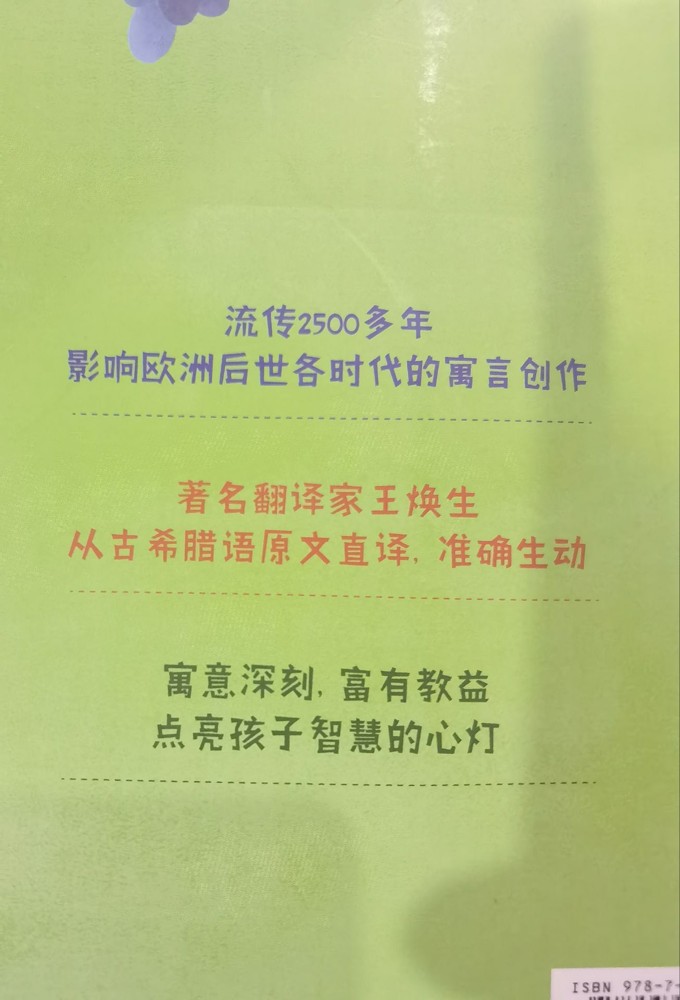 流传2500多年
影响欧洲后世各时代的寓言创作
著名翻译家王焕生
从古希腊语原文直译，准确生动
寓意深刻，富有教益
点亮孩子智慧的心灯
ISBN 978-7-